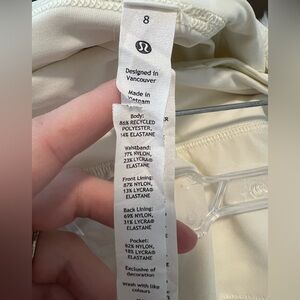 8
Designed in
Vancouver
Made in
Vietnam
Body:
86% RECYCLED
POLYESTER,
14% ELASTANE
Waistband:
77% NYLON,
23% LYCRA®
ELASTANE
Front Lining:
87% NYLON,
13% LYCRA®
ELASTANE
Back Lining:
69% NYLON,
31% LYCRA®
ELASTANE
Pocket:
82% NYLON,
18% LYCRA®
ELASTANE
Exclusive of
decoration
Wash with like
colours